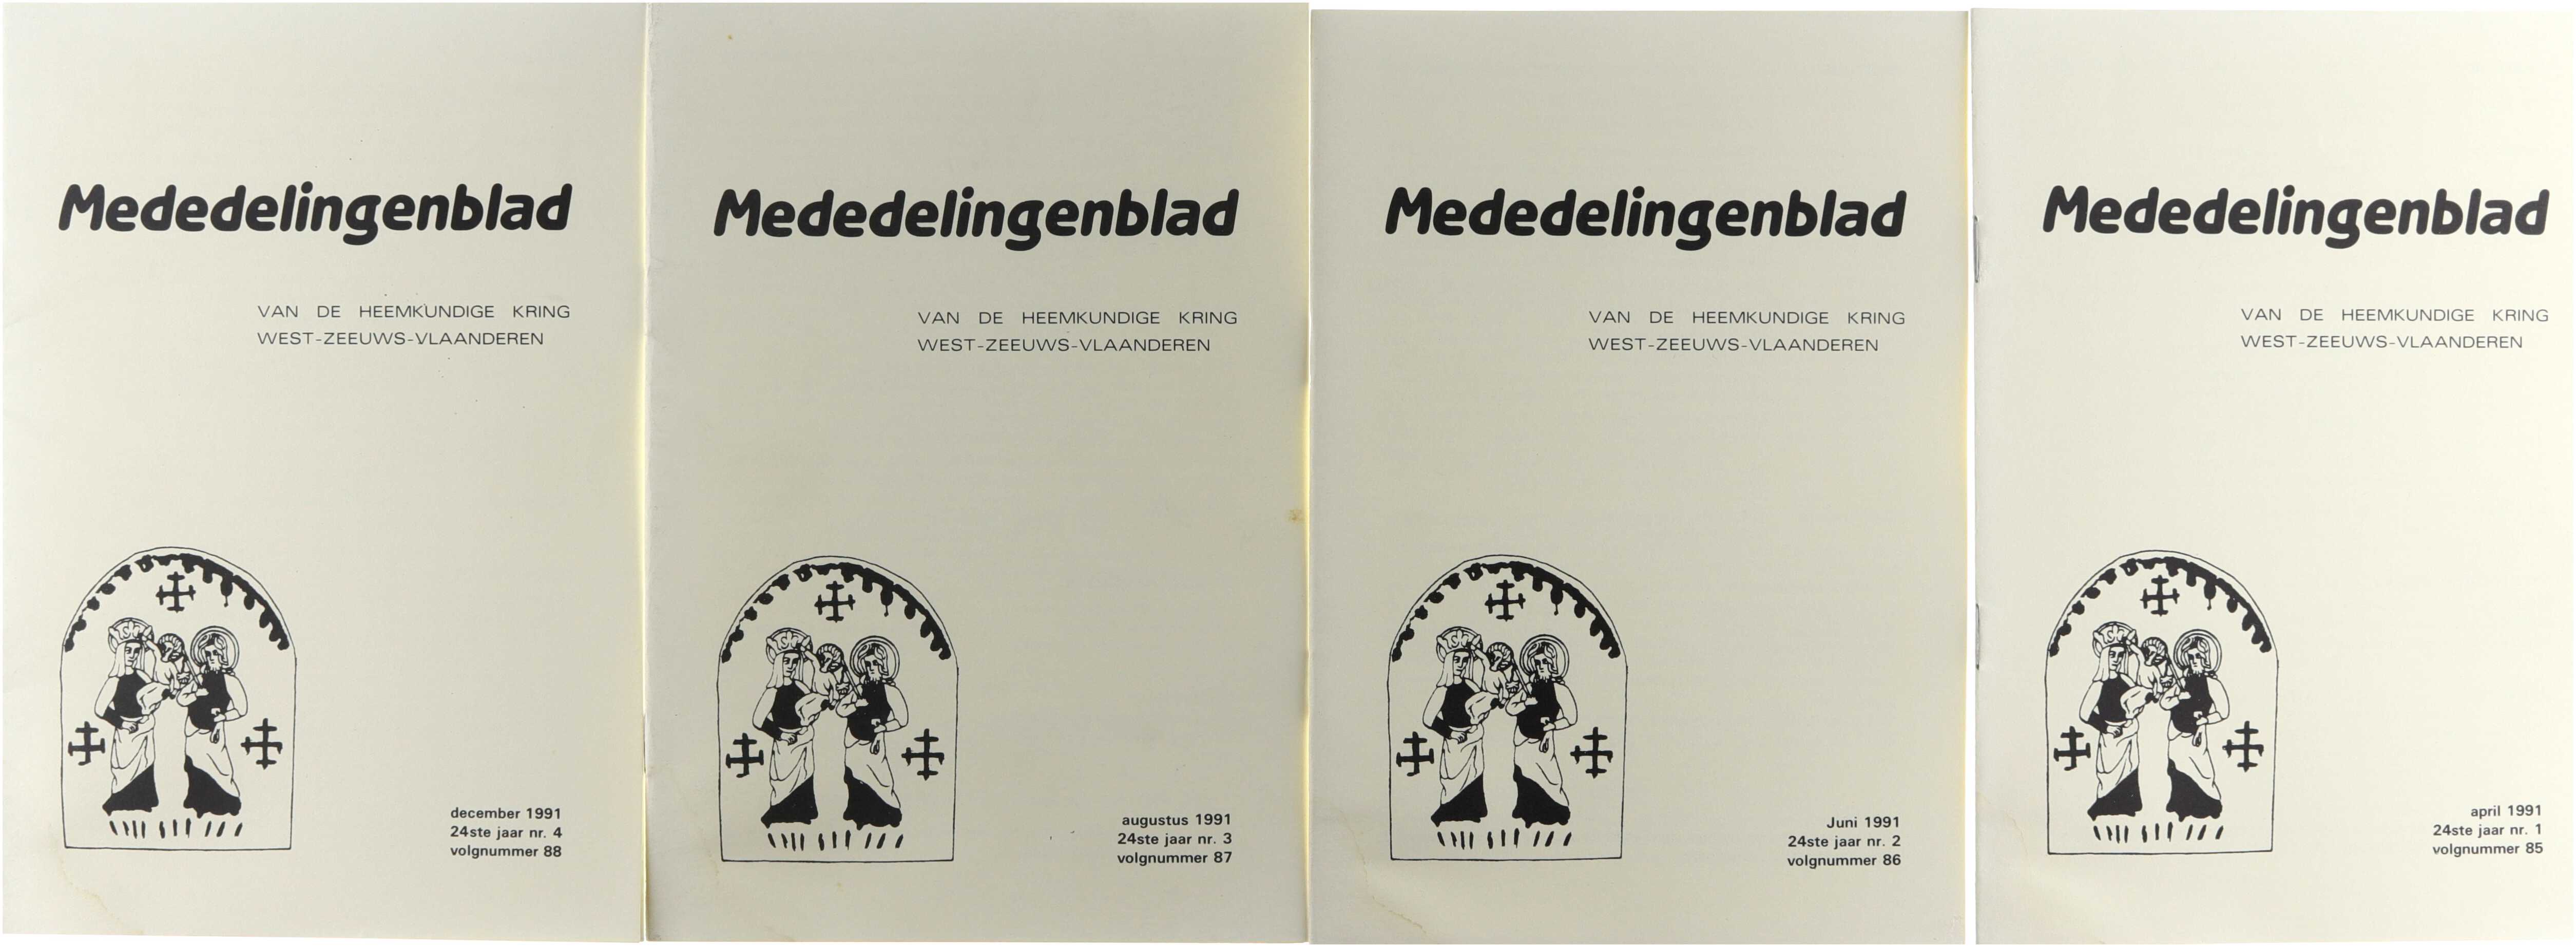 Mededelingenblad
VAN DE HEEMKUNDIGE KRING
WEST-ZEEUWS-VLAANDEREN
december 1991
24ste jaar nr. 4
volgnummer 88
Mededelingenblad
VAN DE HEEMKUNDIGE KRING
WEST-ZEEUWS-VLAANDEREN
augustus 1991
24ste jaar nr. 3
volgnummer 87
Mededelingenblad
VAN DE HEEMKUNDIGE KRING
WEST-ZEEUWS-VLAANDEREN
Juni 1991
24ste jaar nr. 2
volgnummer 86
Mededelingenblad
VAN DE HEEMKUNDIGE KRING
WEST-ZEEUWS-VLAANDEREN
april 1991
24ste jaar nr. 1
volgnummer 85